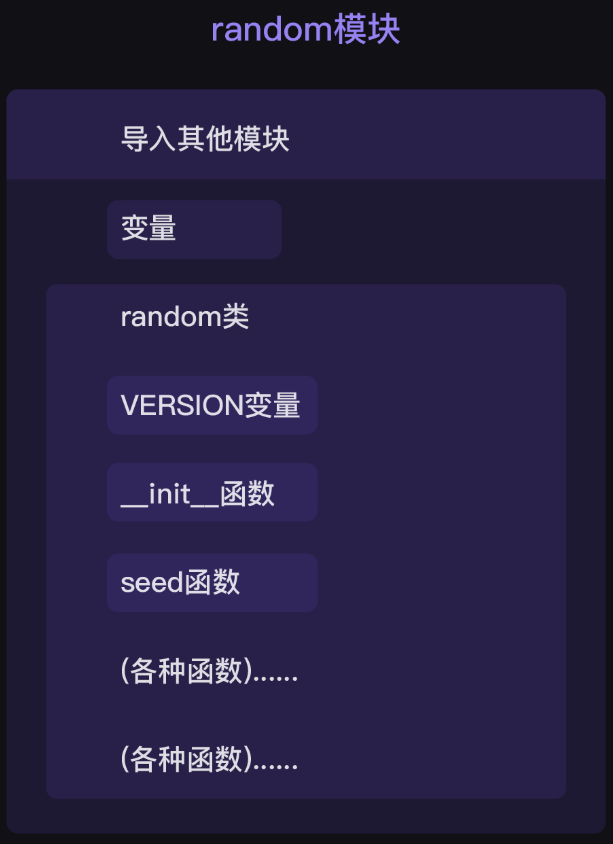 random模块
导入其他模块
变量
random类
VERSION变量
__init__函数
seed函数
(各种函数)......
(各种函数)......